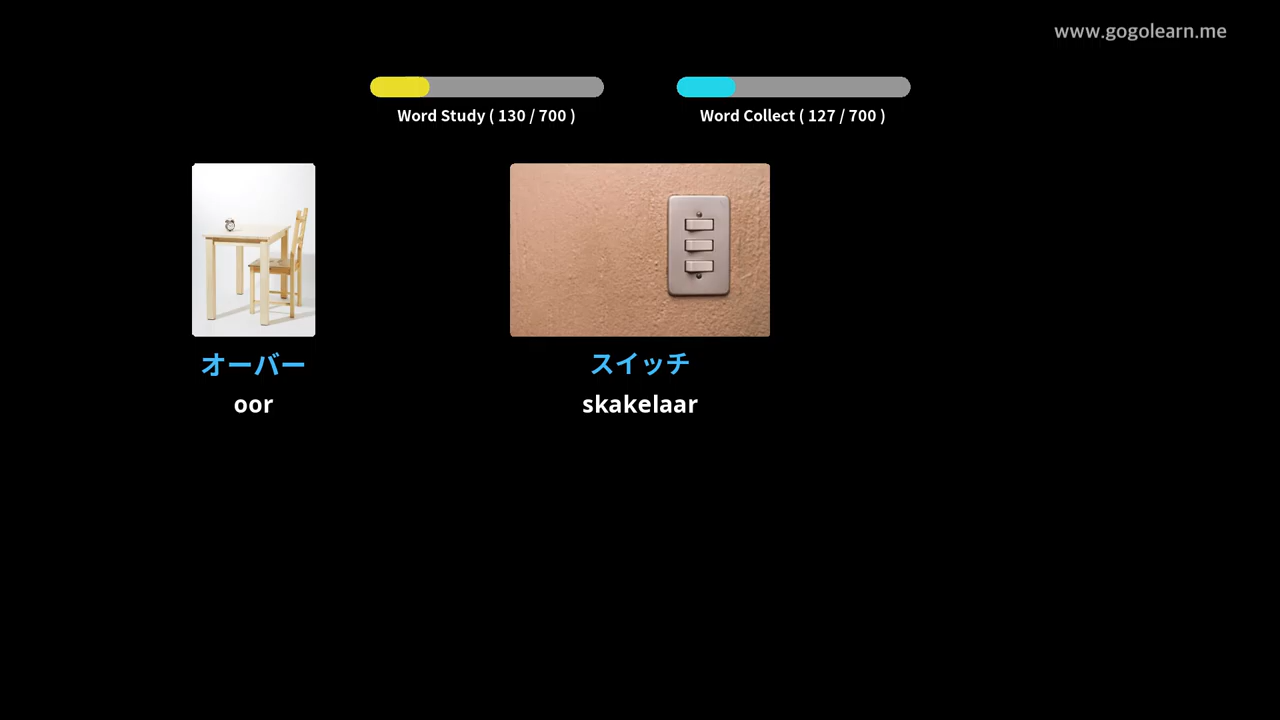 www.gogolearn.me
Word Study ( 130 / 700 )
Word Collect ( 127 / 700 )
オーバー
スイッチ
oor
skakelaar